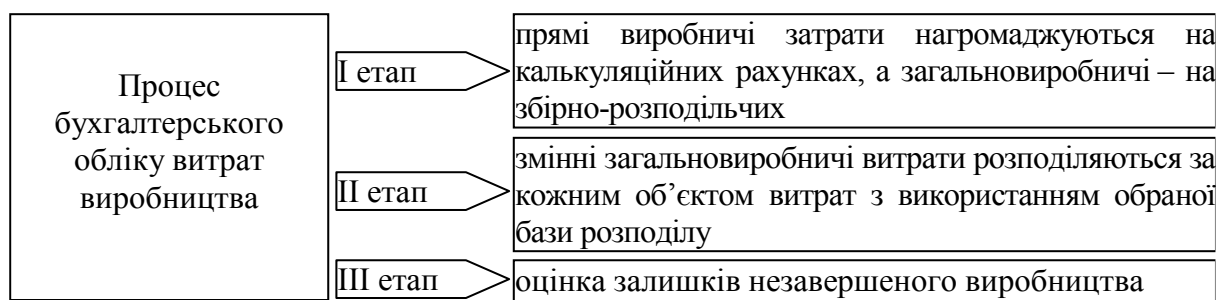 Процес
бухгалтерського
обліку витрат
виробництва
І етап
прямі виробничі затрати нагромаджуються на
калькуляційних рахунках, а загальновиробничі – на
збірно-розподільчих
ІІ етап
змінні загальновиробничі витрати розподіляються за
кожним об’єктом витрат з використанням обраної
бази розподілу
ІІІ етап
оцінка залишків незавершеного виробництва